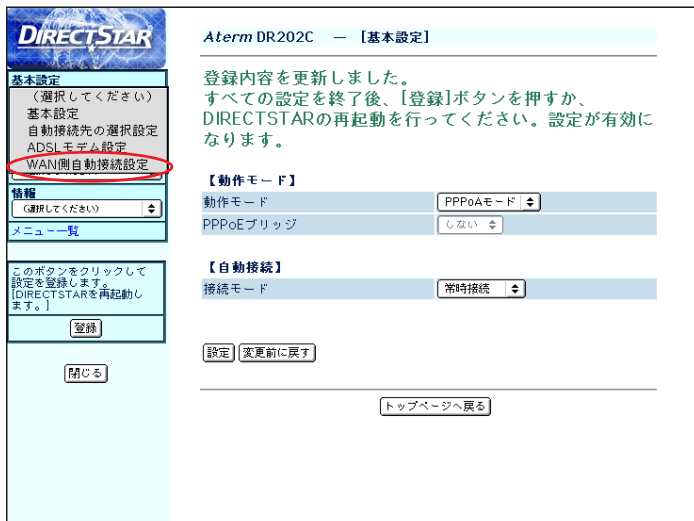 DIRECTSTAR
基本設定
(選択してください)
基本設定
自動接続先の選択設定
ADSLモデム設定
WAN側自動接続設定
情報
(選択してください)
メニュー一覧
このボタンをクリックして
設定を登録します。
[DIRECTSTARを再起動し
ます。]
登録
閉じる
Aterm DR202C — [基本設定]
登録内容を更新しました。
すべての設定を終了後、[登録]ボタンを押すか、
DIRECTSTARの再起動を行ってください。設定が有効に
なります。
【動作モード】
動作モード PPPoAモード
PPPoEブリッジ しない
【自動接続】
接続モード 常時接続
設定 変更前に戻す
トップページへ戻る